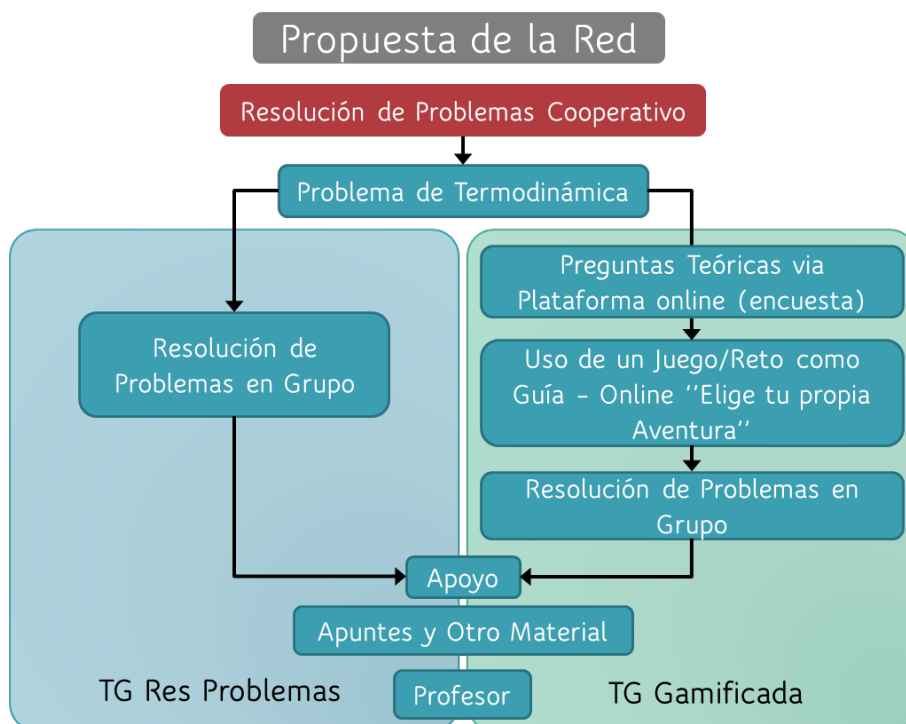 Propuesta de la Red
Resolución de Problemas Cooperativo
Problema de Termodinámica
Resolución de
Problemas en Grupo
Preguntas Teóricas via
Plataforma online (encuesta)
Uso de un Juego/Reto como
Guía – Online ''Elige tu propia
Aventura''
Resolución de Problemas en
Grupo
Apoyo
Apuntes y Otro Material
TG Res Problemas
Profesor
TG Gamificada